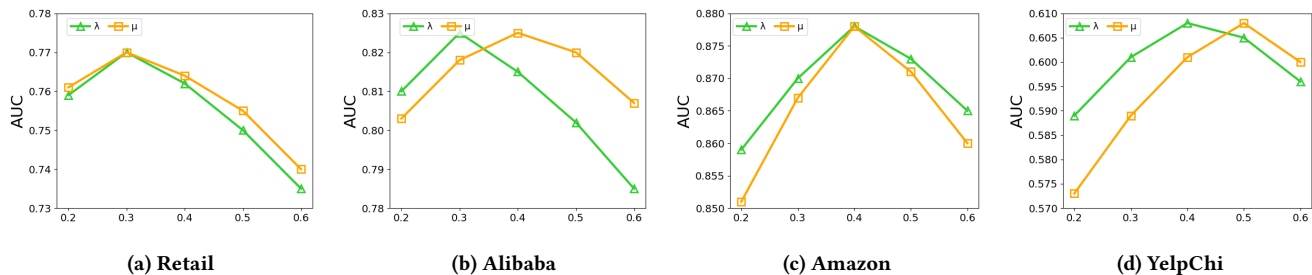 0.78
0.77
0.76
0.75
0.74
0.73
AUC
λ μ
0.2 0.3 0.4 0.5 0.6
(a) Retail
0.83
0.82
0.81
0.80
0.79
0.78
AUC
λ μ
0.2 0.3 0.4 0.5 0.6
(b) Alibaba
0.880
0.875
0.870
0.865
0.860
0.855
0.850
AUC
λ μ
0.2 0.3 0.4 0.5 0.6
(c) Amazon
0.610
0.605
0.600
0.595
0.590
0.585
0.580
0.575
0.570
AUC
λ μ
0.2 0.3 0.4 0.5 0.6
(d) YelpChi